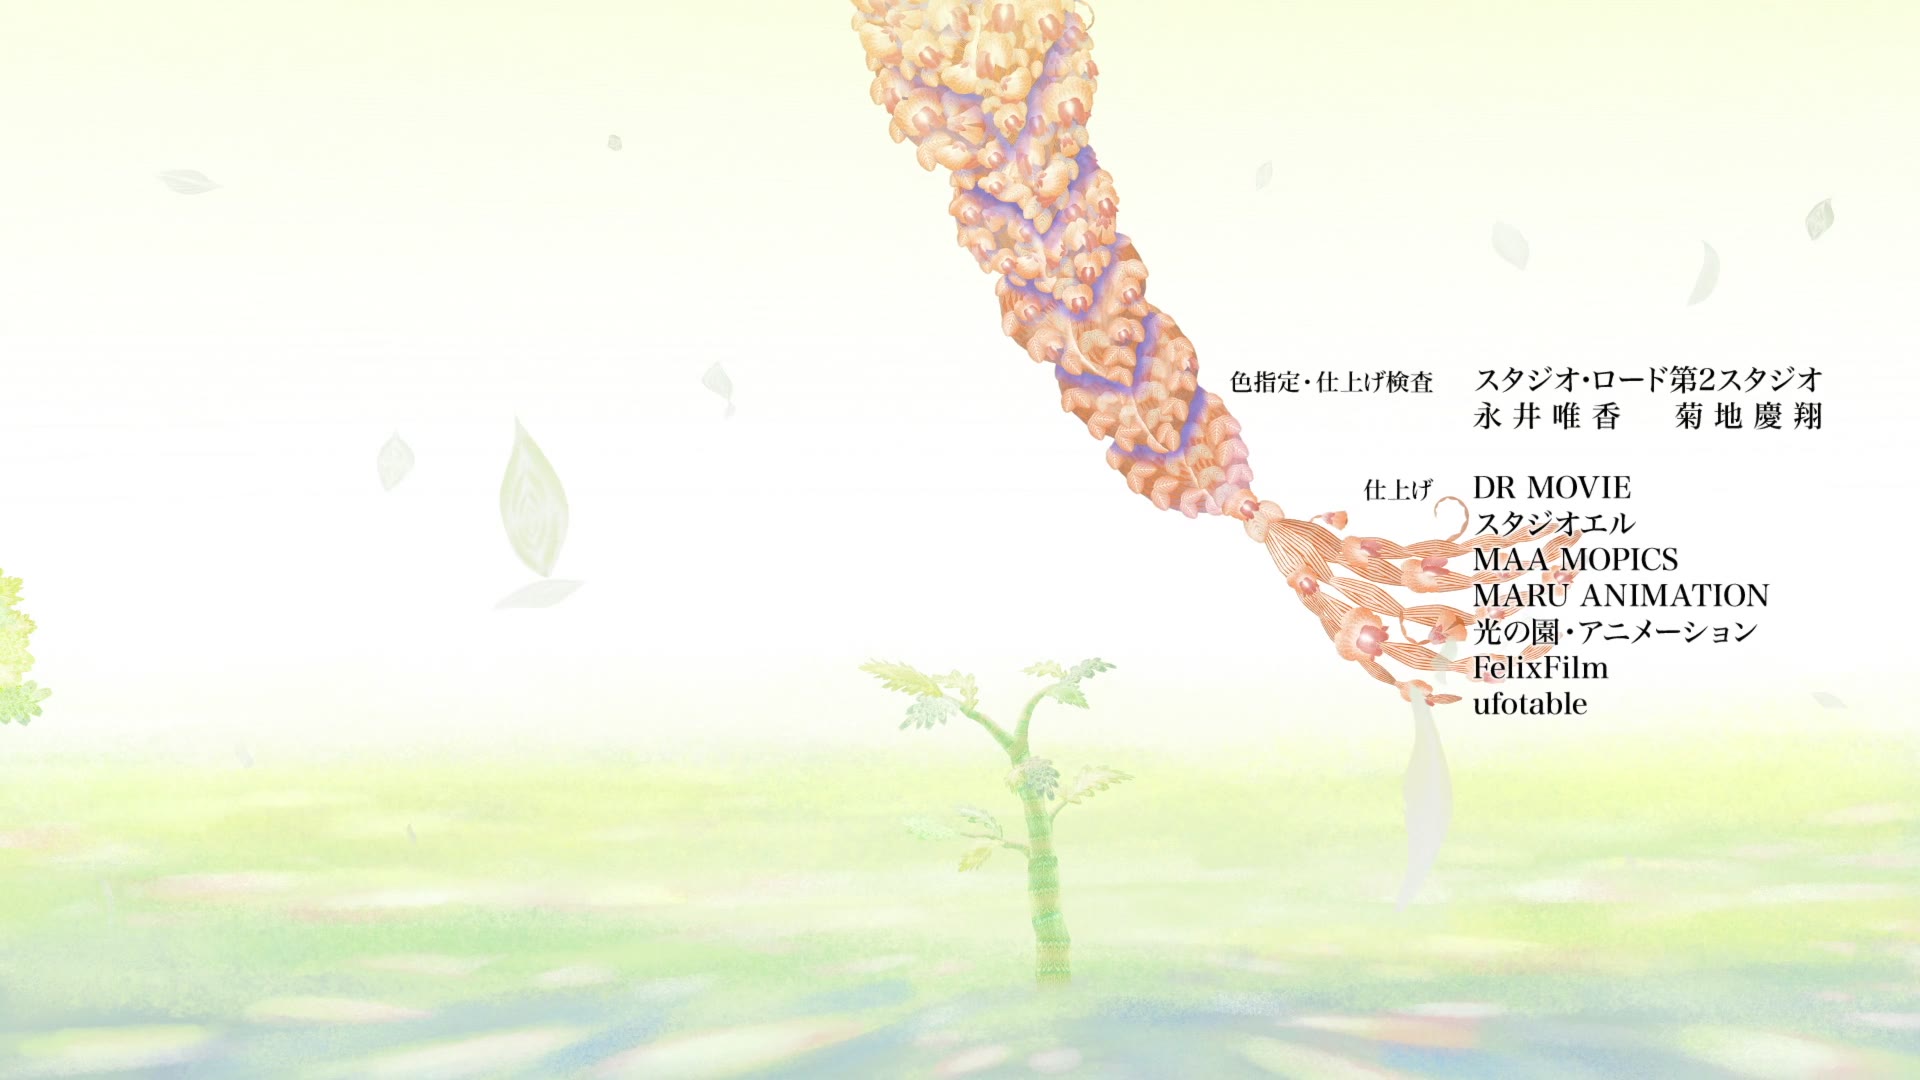 色指定・仕上げ検査 スタジオ・ロード第2スタジオ
永井唯香 菊地慶翔
仕上げ DR MOVIE
スタジオエル
MAA MOPICS
MARU ANIMATION
光の園・アニメーション
FelixFilm
ufotable